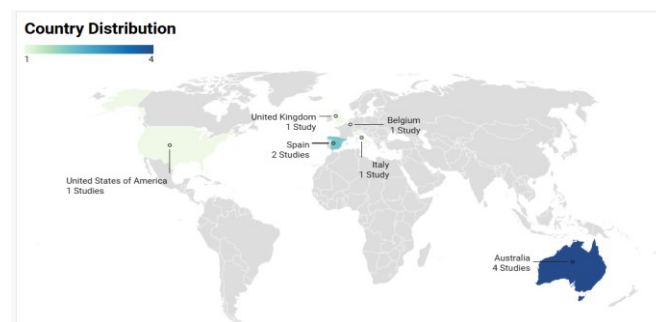 Country Distribution
1
4
United Kingdom
1 Study
Belgium
1 Study
Spain
2 Studies
Italy
1 Study
United States of America
1 Studies
Australia
4 Studies